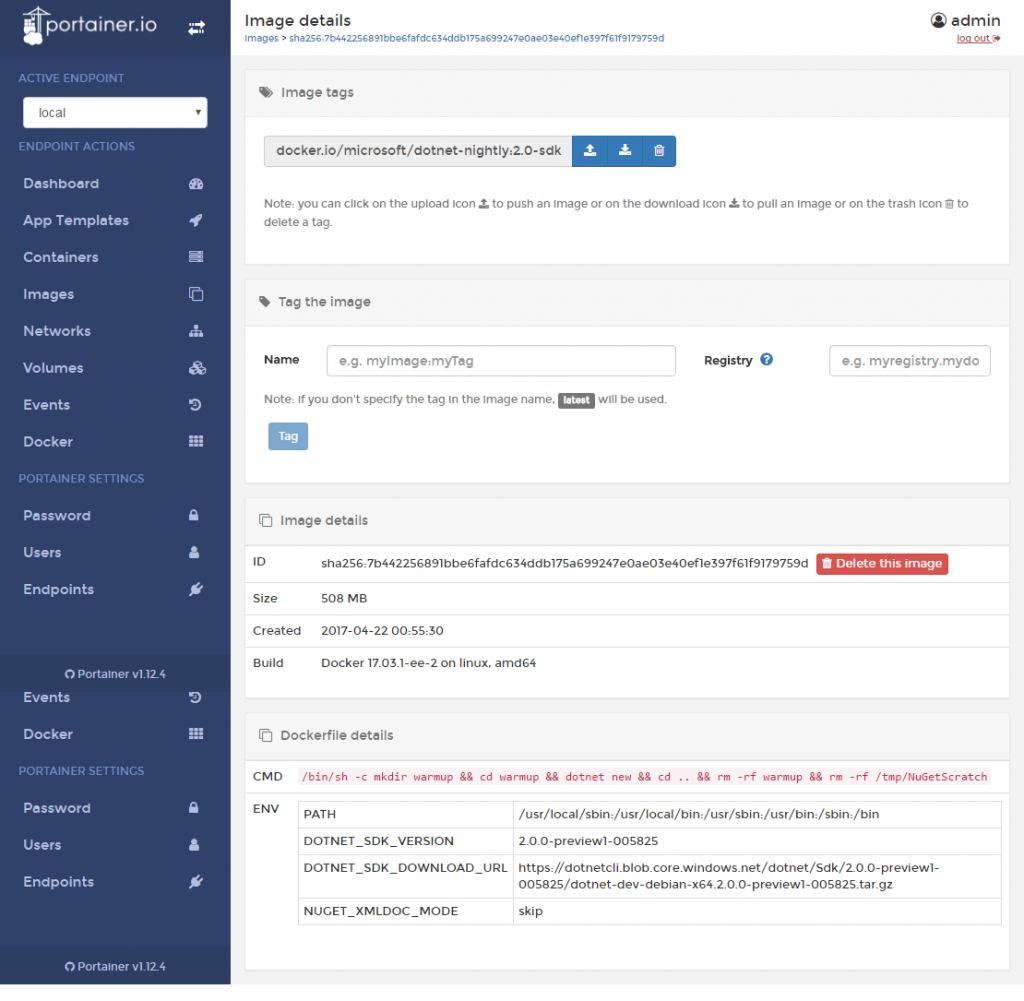 portainer.io
ACTIVE ENDPOINT
local
ENDPOINT ACTIONS
Dashboard
App Templates
Containers
Images
Networks
Volumes
Events
Docker
PORTAINER SETTINGS
Password
Users
Endpoints
Portainer v1.12.4
Events
Docker
PORTAINER SETTINGS
Password
Users
Endpoints
Portainer v1.12.4
Image details
Images > sha256:7b442256891bbe6fafdc634ddb175a699247e0ae03e40ef1e397f61f9179759d
admin
log out
Image tags
docker.io/microsoft/dotnet-nightly:2.0-sdk
Note: you can click on the upload icon to push an image or on the download icon to pull an image or on the trash icon to
delete a tag.
Tag the image
Name e.g. myImage:myTag Registry e.g. myregistry.mydo
Note: if you don't specify the tag in the image name, latest will be used.
Tag
Image details
ID sha256:7b442256891bbe6fafdc634ddb175a699247e0ae03e40ef1e397f61f9179759d Delete this image
Size 508 MB
Created 2017-04-22 00:55:30
Build Docker 17.03.1-ee-2 on linux, amd64
Dockerfile details
CMD /bin/sh -c mkdir warmup && cd warmup && dotnet new && cd .. && rm -rf warmup && rm -rf /tmp/NuGetScratch
ENV PATH /usr/local/sbin:/usr/local/bin:/usr/sbin:/usr/bin:/sbin:/bin
DOTNET_SDK_VERSION 2.0.0-preview1-005825
DOTNET_SDK_DOWNLOAD_URL https://dotnetcli.blob.core.windows.net/dotnet/Sdk/2.0.0-preview1-
005825/dotnet-dev-debian-x64.2.0.0-preview1-005825.tar.gz
NUGET_XMLDOC_MODE skip